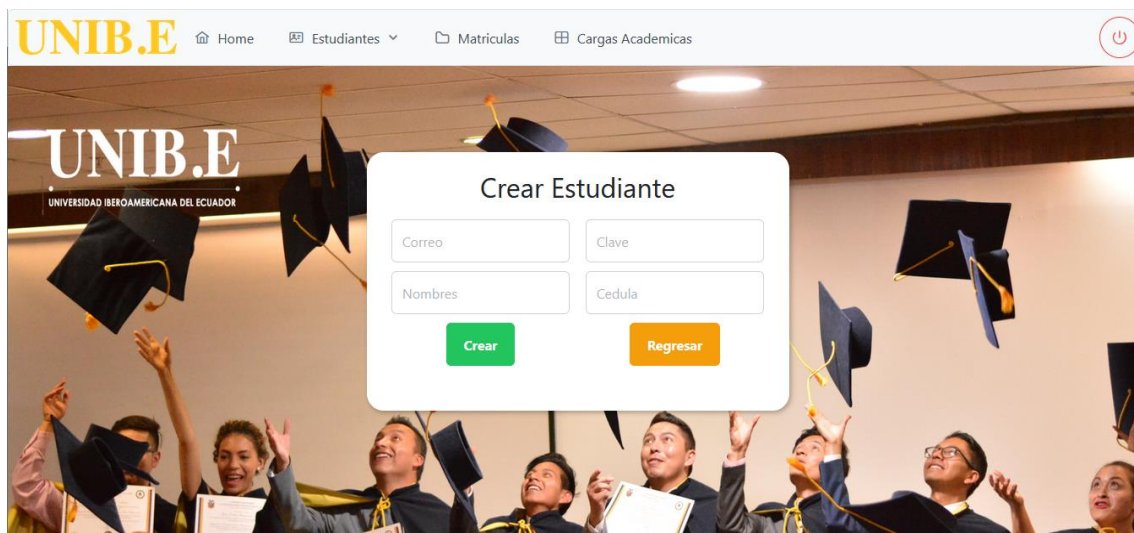 UNIB.E Home Estudiantes Matriculas Cargas Academicas
UNIB.E
UNIVERSIDAD IBEROAMERICANA DEL ECUADOR
Crear Estudiante
Correo Clave
Nombres Cedula
Crear Regresar